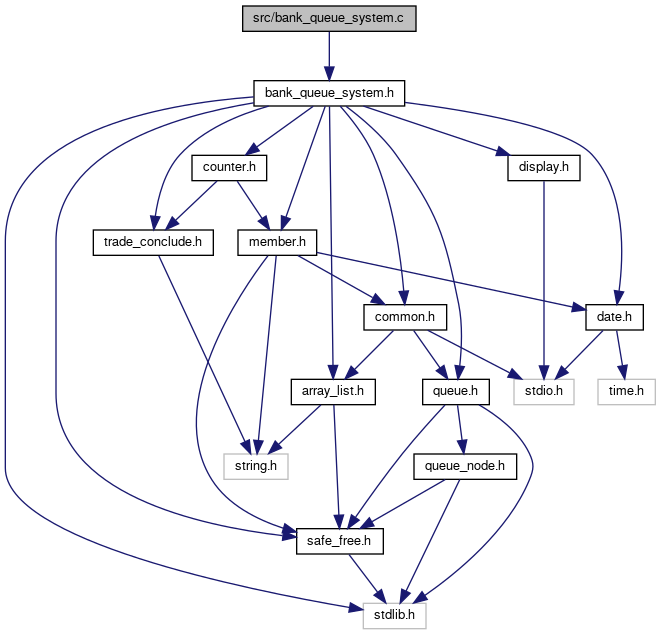 src/bank_queue_system.c
bank_queue_system.h
counter.h
display.h
trade_conclude.h
member.h
common.h
date.h
array_list.h
queue.h
stdio.h
time.h
string.h
queue_node.h
safe_free.h
stdlib.h